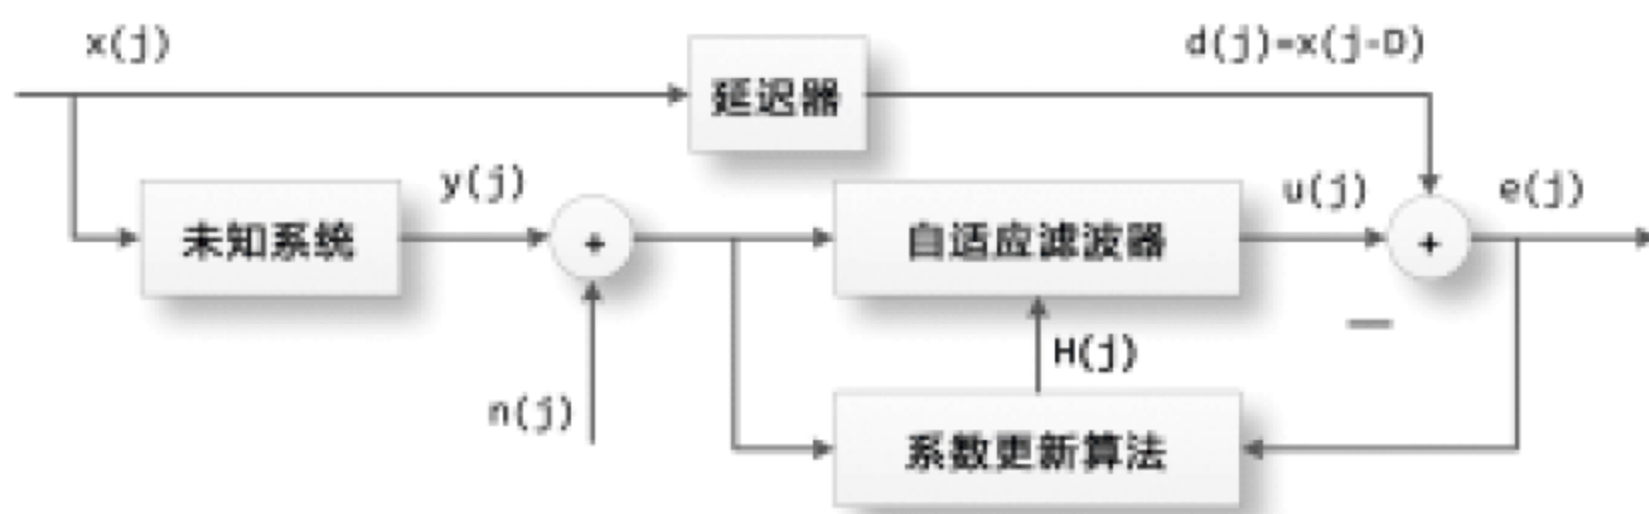 x(j)
d(j)=x(j-D)
延迟器
y(j)
u(j)
e(j)
未知系统
+
自适应滤波器
+
−
H(j)
n(j)
系数更新算法